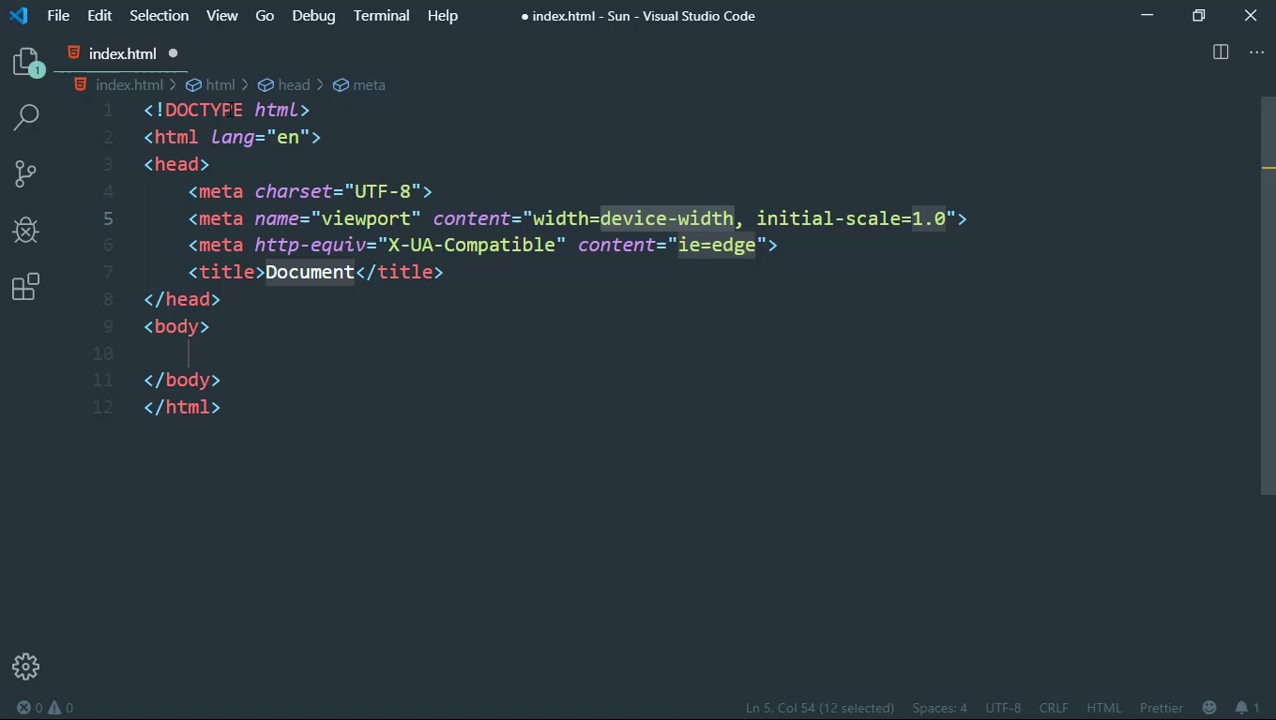 File Edit Selection View Go Debug Terminal Help ● index.html - Sun - Visual Studio Code
index.html ●
index.html > html > head > meta
1 <!DOCTYPE html>
2 <html lang="en">
3 <head>
4 <meta charset="UTF-8">
5 <meta name="viewport" content="width=device-width, initial-scale=1.0">
6 <meta http-equiv="X-UA-Compatible" content="ie=edge">
7 <title>Document</title>
8 </head>
9 <body>
10
11 </body>
12 </html>
1
0 0 Ln 5, Col 54 (12 selected) Spaces: 4 UTF-8 CRLF HTML Prettier 1